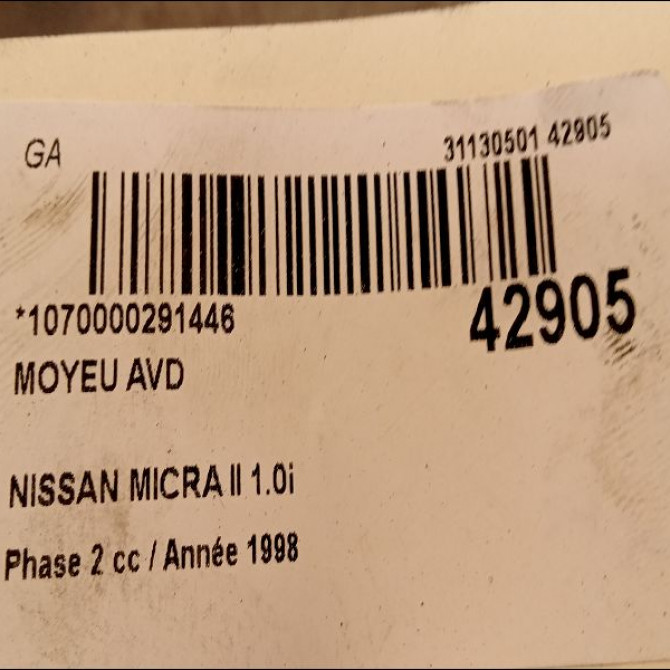 GA
31130501 42905
*1070000291446
42905
MOYEU AVD
NISSAN MICRA II 1.0i
Phase 2 cc / Année 1998